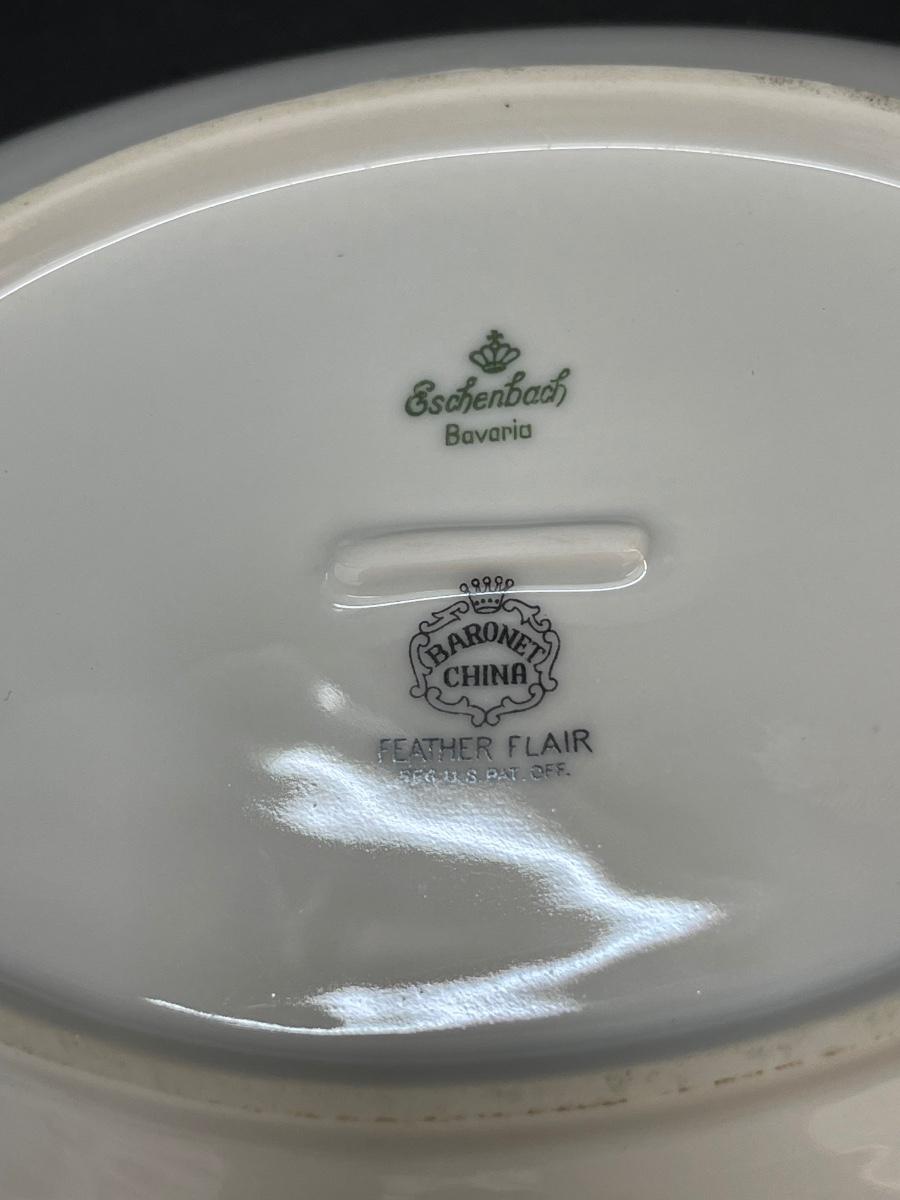 Eschenbach
Bavaria
BARONET
CHINA
FEATHER FLAIR
REG. U.S. PAT. OFF.